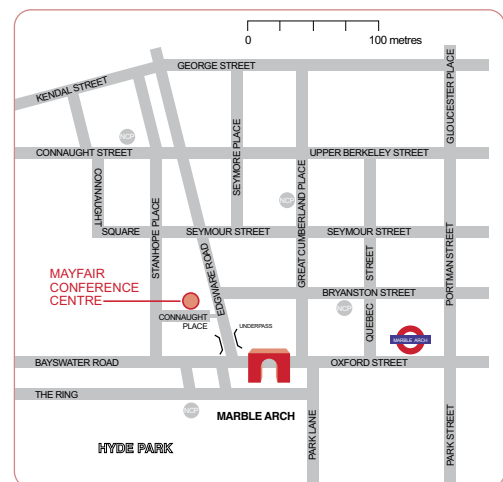 0 100 metres
GEORGE STREET
KENDAL STREET
GLOUCESTER PLACE
NCP
CONNAUGHT STREET
UPPER BERKELEY STREET
SEYMORE PLACE
CONNAUGHT
STANHOPE PLACE
NCP
GREAT CUMBERLAND PLACE
SQUARE
SEYMOUR STREET
SEYMOUR STREET
EDGWARE ROAD
STREET
QUEBEC
PORTMAN STREET
MAYFAIR
CONFERENCE
CENTRE
BRYANSTON STREET
NCP
CONNAUGHT
PLACE
UNDERPASS
MARBLE ARCH
BAYSWATER ROAD
OXFORD STREET
THE RING
NCP
MARBLE ARCH
PARK LANE
PARK STREET
HYDE PARK